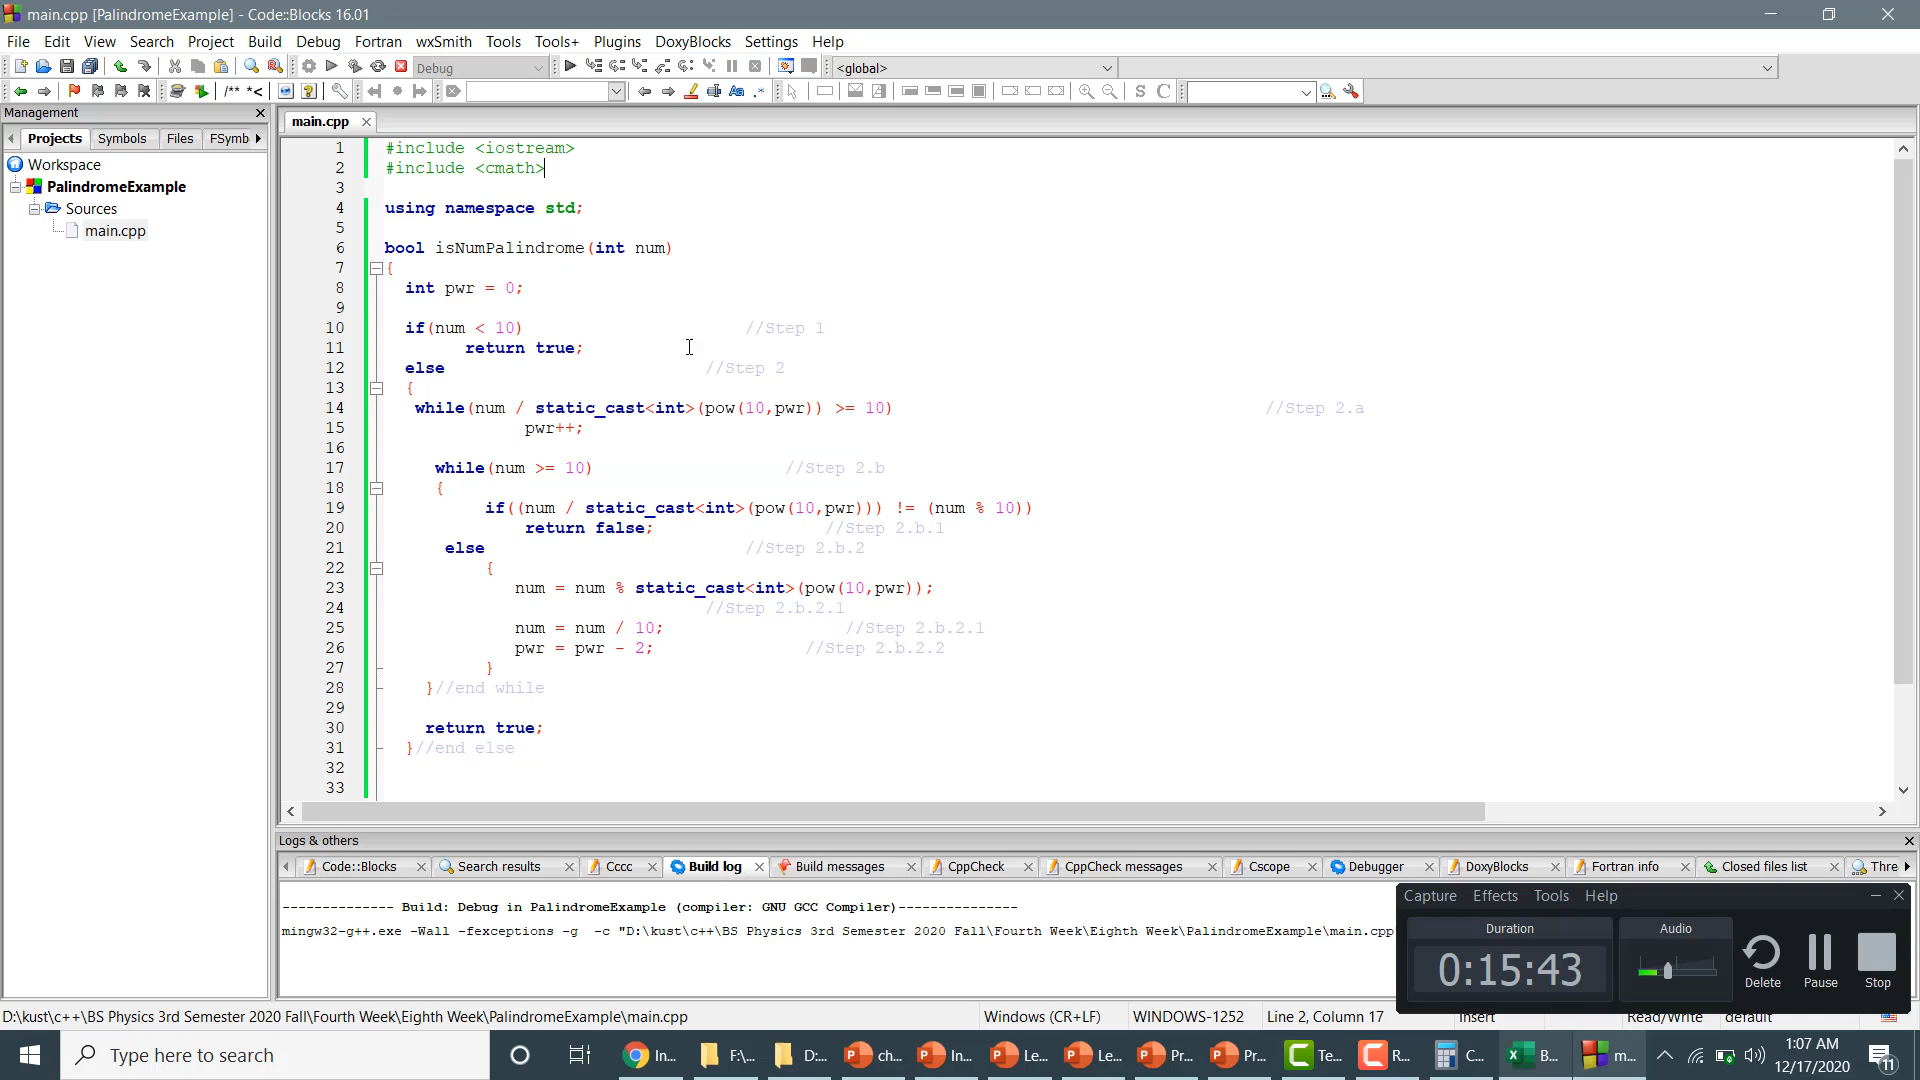 main.cpp [PalindromeExample] - Code::Blocks 16.01
File Edit View Search Project Build Debug Fortran wxSmith Tools Tools+ Plugins DoxyBlocks Settings Help
Debug <global>
/** *<
Management
Projects Symbols Files FSymb
main.cpp
Workspace
PalindromeExample
Sources
main.cpp
1 #include <iostream>
2 #include <cmath>
3
4 using namespace std;
5
6 bool isNumPalindrome(int num)
7 {
8 int pwr = 0;
9
10 if(num < 10) //Step 1
11 return true;
12 else //Step 2
13 {
14 while(num / static_cast<int>(pow(10,pwr)) >= 10) //Step 2.a
15 pwr++;
16
17 while(num >= 10) //Step 2.b
18 {
19 if((num / static_cast<int>(pow(10,pwr))) != (num % 10))
20 return false; //Step 2.b.1
21 else //Step 2.b.2
22 {
23 num = num % static_cast<int>(pow(10,pwr));
24 //Step 2.b.2.1
25 num = num / 10; //Step 2.b.2.1
26 pwr = pwr - 2; //Step 2.b.2.2
27 }
28 }//end while
29
30 return true;
31 }//end else
32
33
Logs & others
Code::Blocks Search results Cccc Build log Build messages CppCheck CppCheck messages Cscope Debugger DoxyBlocks Fortran info Closed files list Thre
-------------- Build: Debug in PalindromeExample (compiler: GNU GCC Compiler)---------------
mingw32-g++.exe -Wall -fexceptions -g -c "D:\kust\c++\BS Physics 3rd Semester 2020 Fall\Fourth Week\Eighth Week\PalindromeExample\main.cpp"
Capture Effects Tools Help
Duration Audio
0:15:43
Delete Pause Stop
D:\kust\c++\BS Physics 3rd Semester 2020 Fall\Fourth Week\Eighth Week\PalindromeExample\main.cpp Windows (CR+LF) WINDOWS-1252 Line 2, Column 17 Insert Read/Write default
Type here to search In... F:\... D:... ch... In... Le... Le... Pr... Pr... Te... R... C... B... m...
1:07 AM
12/17/2020
11